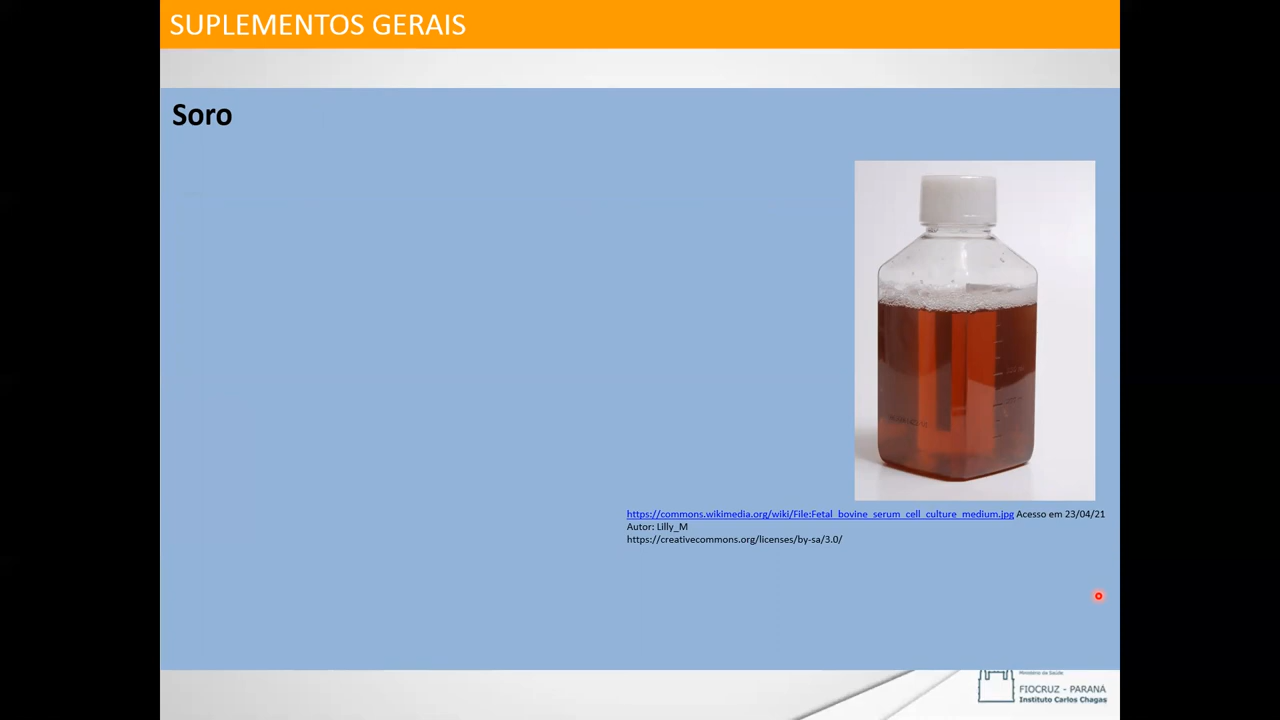 SUPLEMENTOS GERAIS
Soro
https://commons.wikimedia.org/wiki/File:Fetal_bovine_serum_cell_culture_medium.jpg Acesso em 23/04/21
Autor: Lilly_M
https://creativecommons.org/licenses/by-sa/3.0/
Ministério da Saúde
FIOCRUZ - PARANÁ
Instituto Carlos Chagas